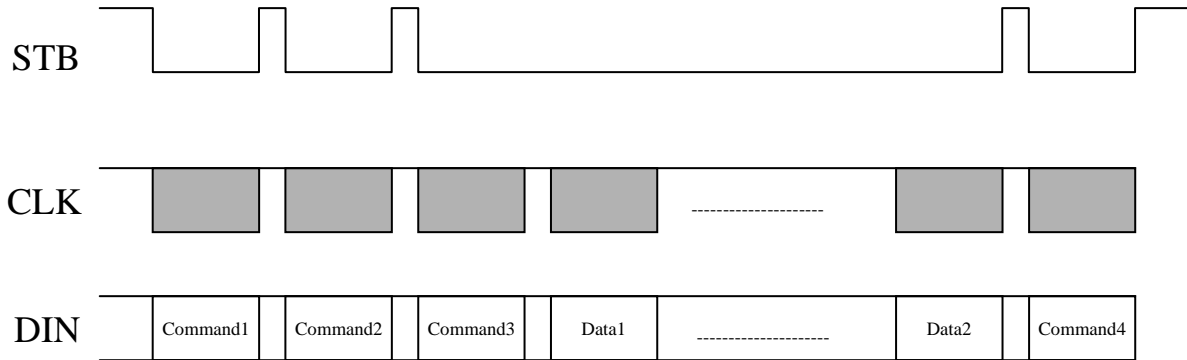 STB
CLK
DIN
Command1 Command2 Command3 Data1 Data2 Command4